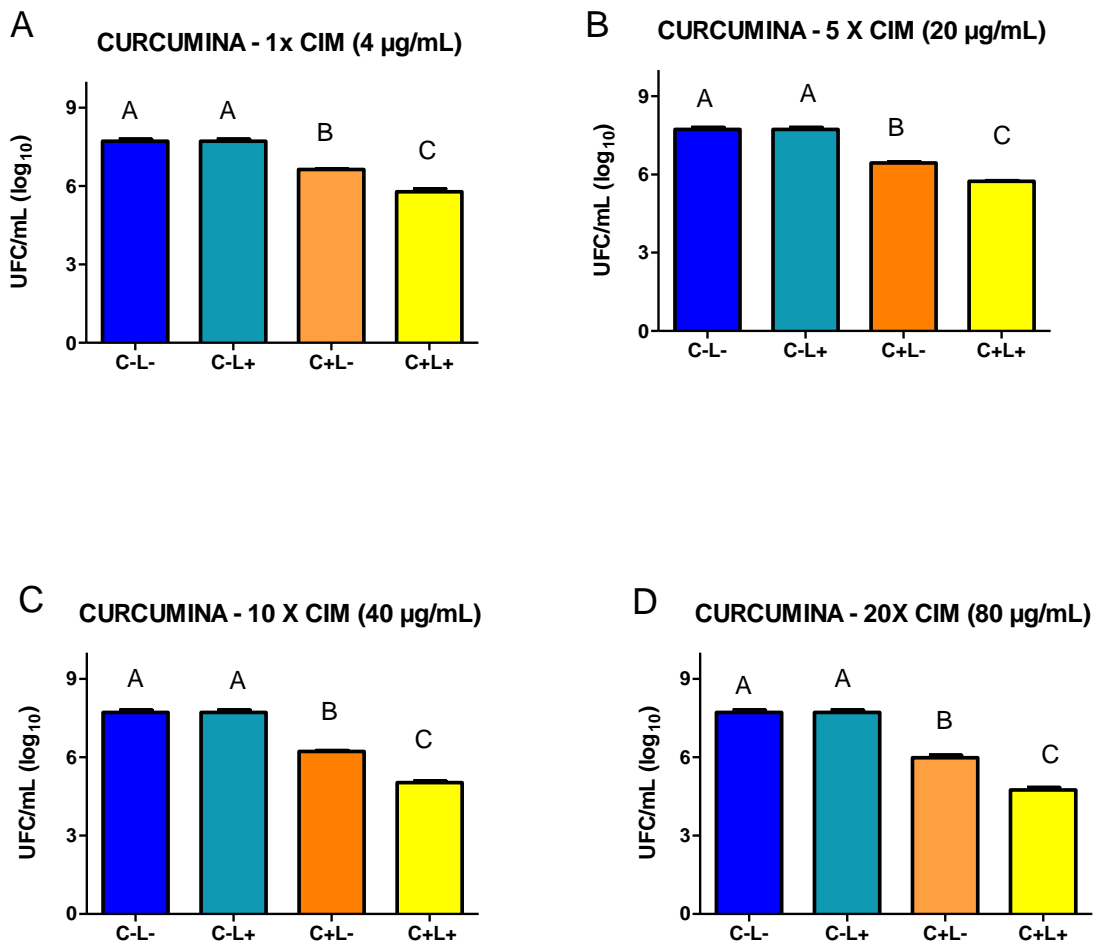 A
CURCUMINA - 1x CIM (4 µg/mL)
UFC/mL (log10)
9
6
3
0
A
A
B
C
C-L-
C-L+
C+L-
C+L+
B
CURCUMINA - 5 X CIM (20 µg/mL)
UFC/mL (log10)
9
6
3
0
A
A
B
C
C-L-
C-L+
C+L-
C+L+
C
CURCUMINA - 10 X CIM (40 µg/mL)
UFC/mL (log10)
9
6
3
0
A
A
B
C
C-L-
C-L+
C+L-
C+L+
D
CURCUMINA - 20X CIM (80 µg/mL)
UFC/mL (log10)
9
6
3
0
A
A
B
C
C-L-
C-L+
C+L-
C+L+